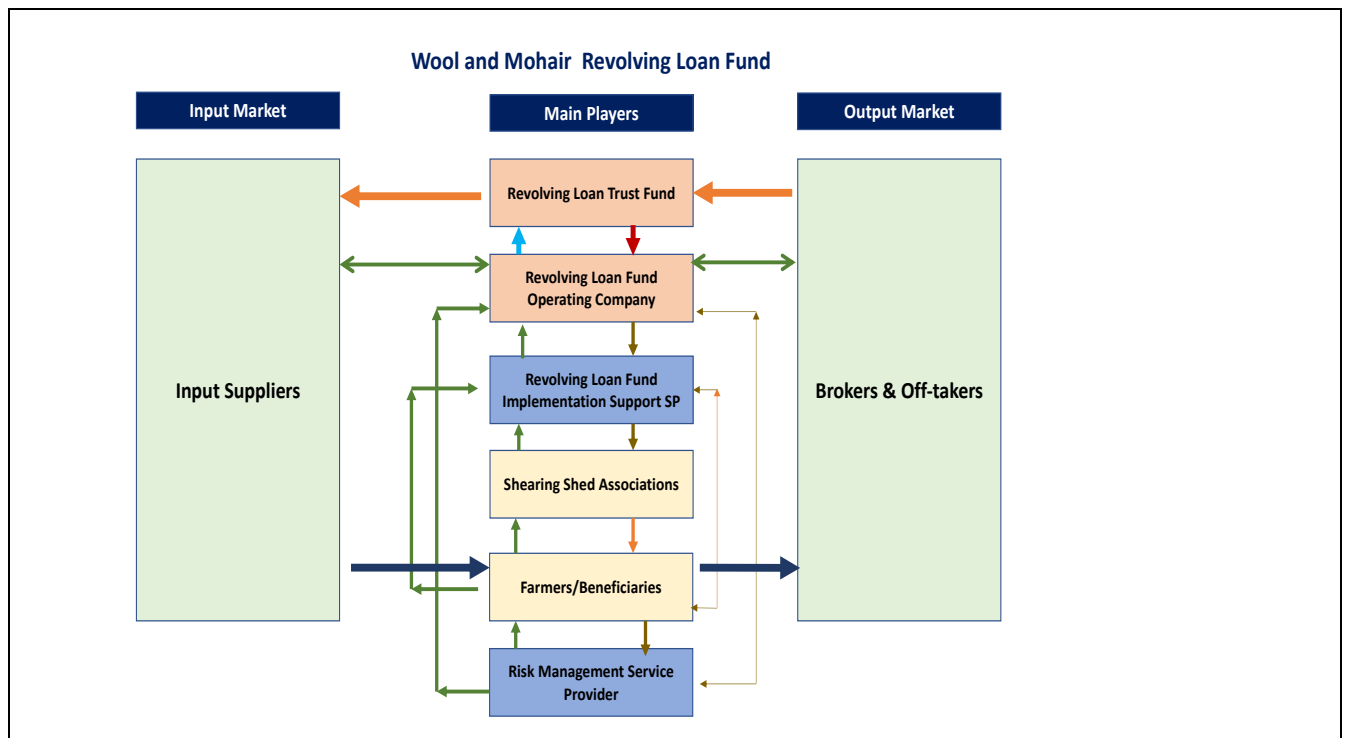 Wool and Mohair Revolving Loan Fund
Input Market
Main Players
Output Market
Revolving Loan Trust Fund
Revolving Loan Fund
Operating Company
Revolving Loan Fund
Implementation Support SP
Input Suppliers
Brokers & Off-takers
Shearing Shed Associations
Farmers/Beneficiaries
Risk Management Service
Provider